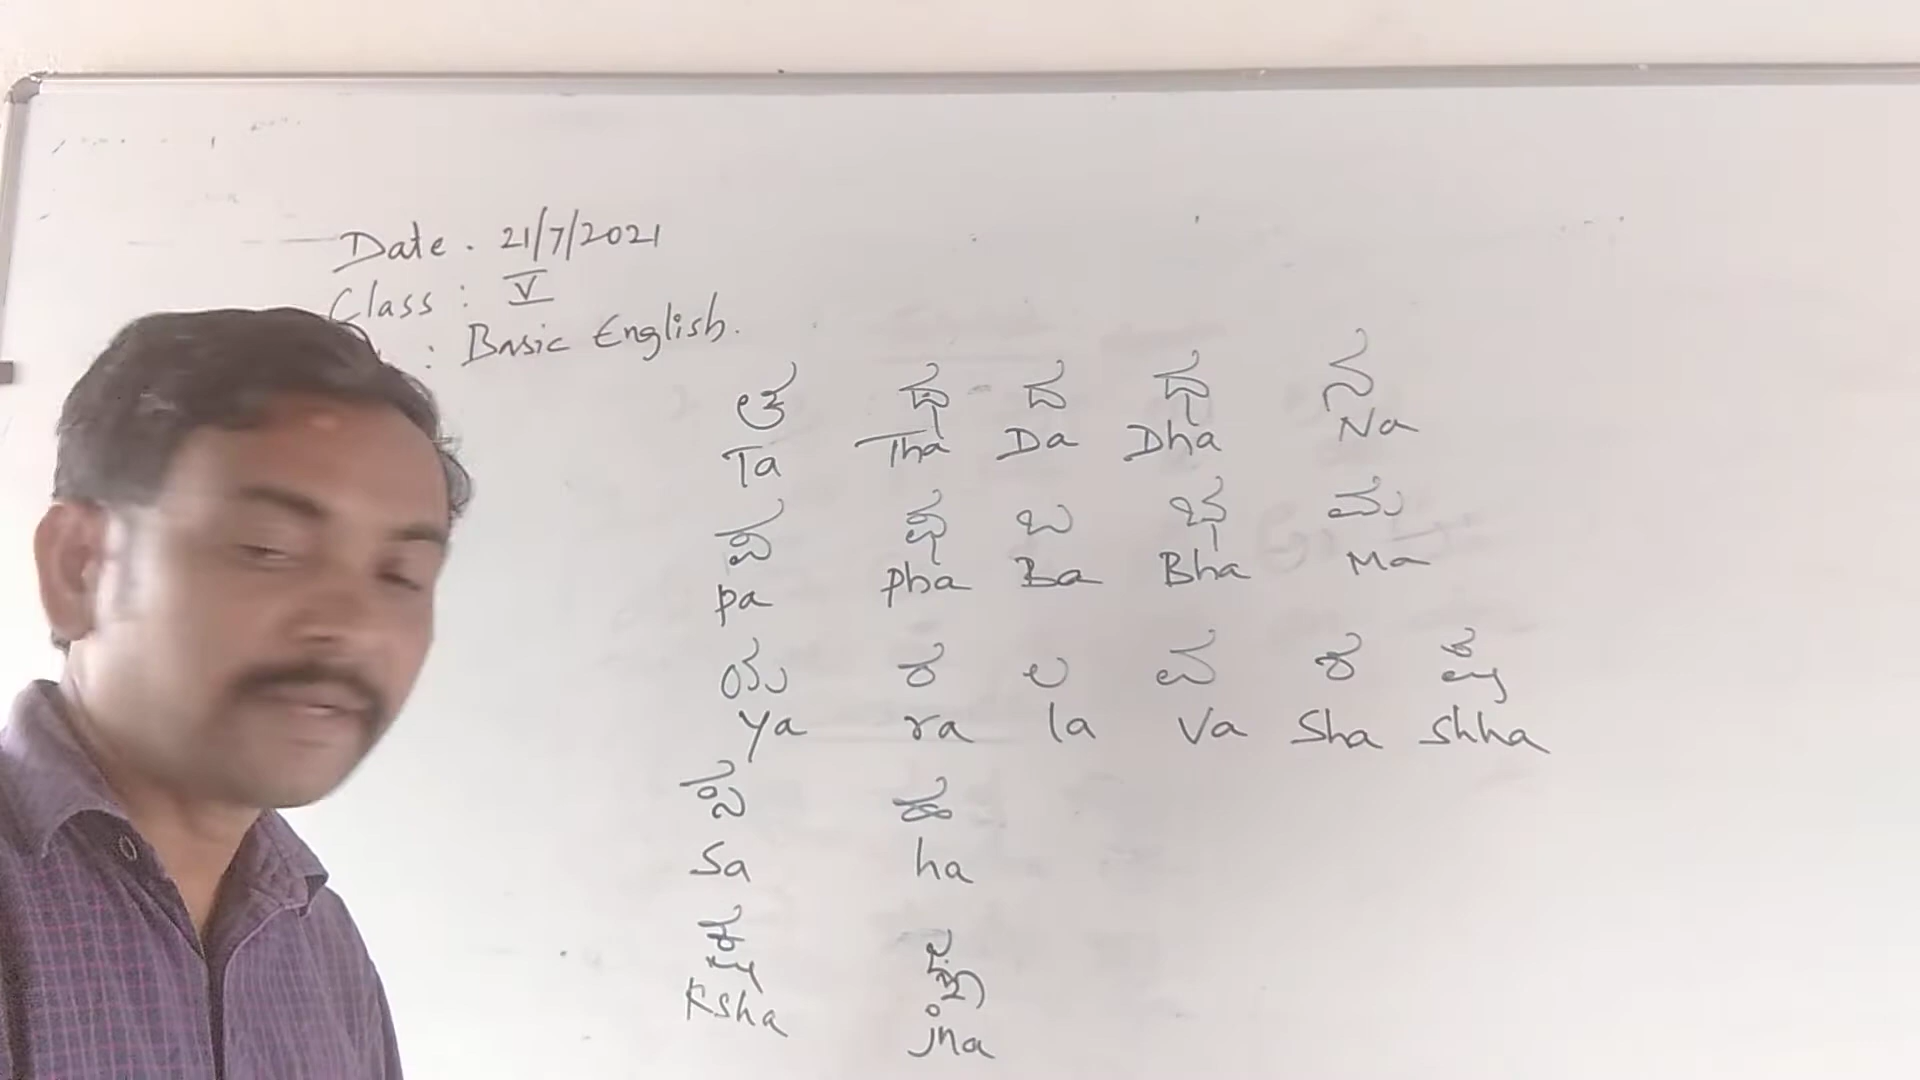 Date. 21/7/2021
Class: V
: Basic English.
ತ ಥ ದ ಧ ನ
Ta Tha Da Dha Na
ಪ ಫ ಬ ಭ ಮ
pa pha Ba Bha Ma
ಯ ರ ಲ ವ ಶ ಷ
ya ra la Va Sha Shha
ಸ ಹ
Sa ha
ಕ್ಷ ಜ್ಞ
Ksha jna